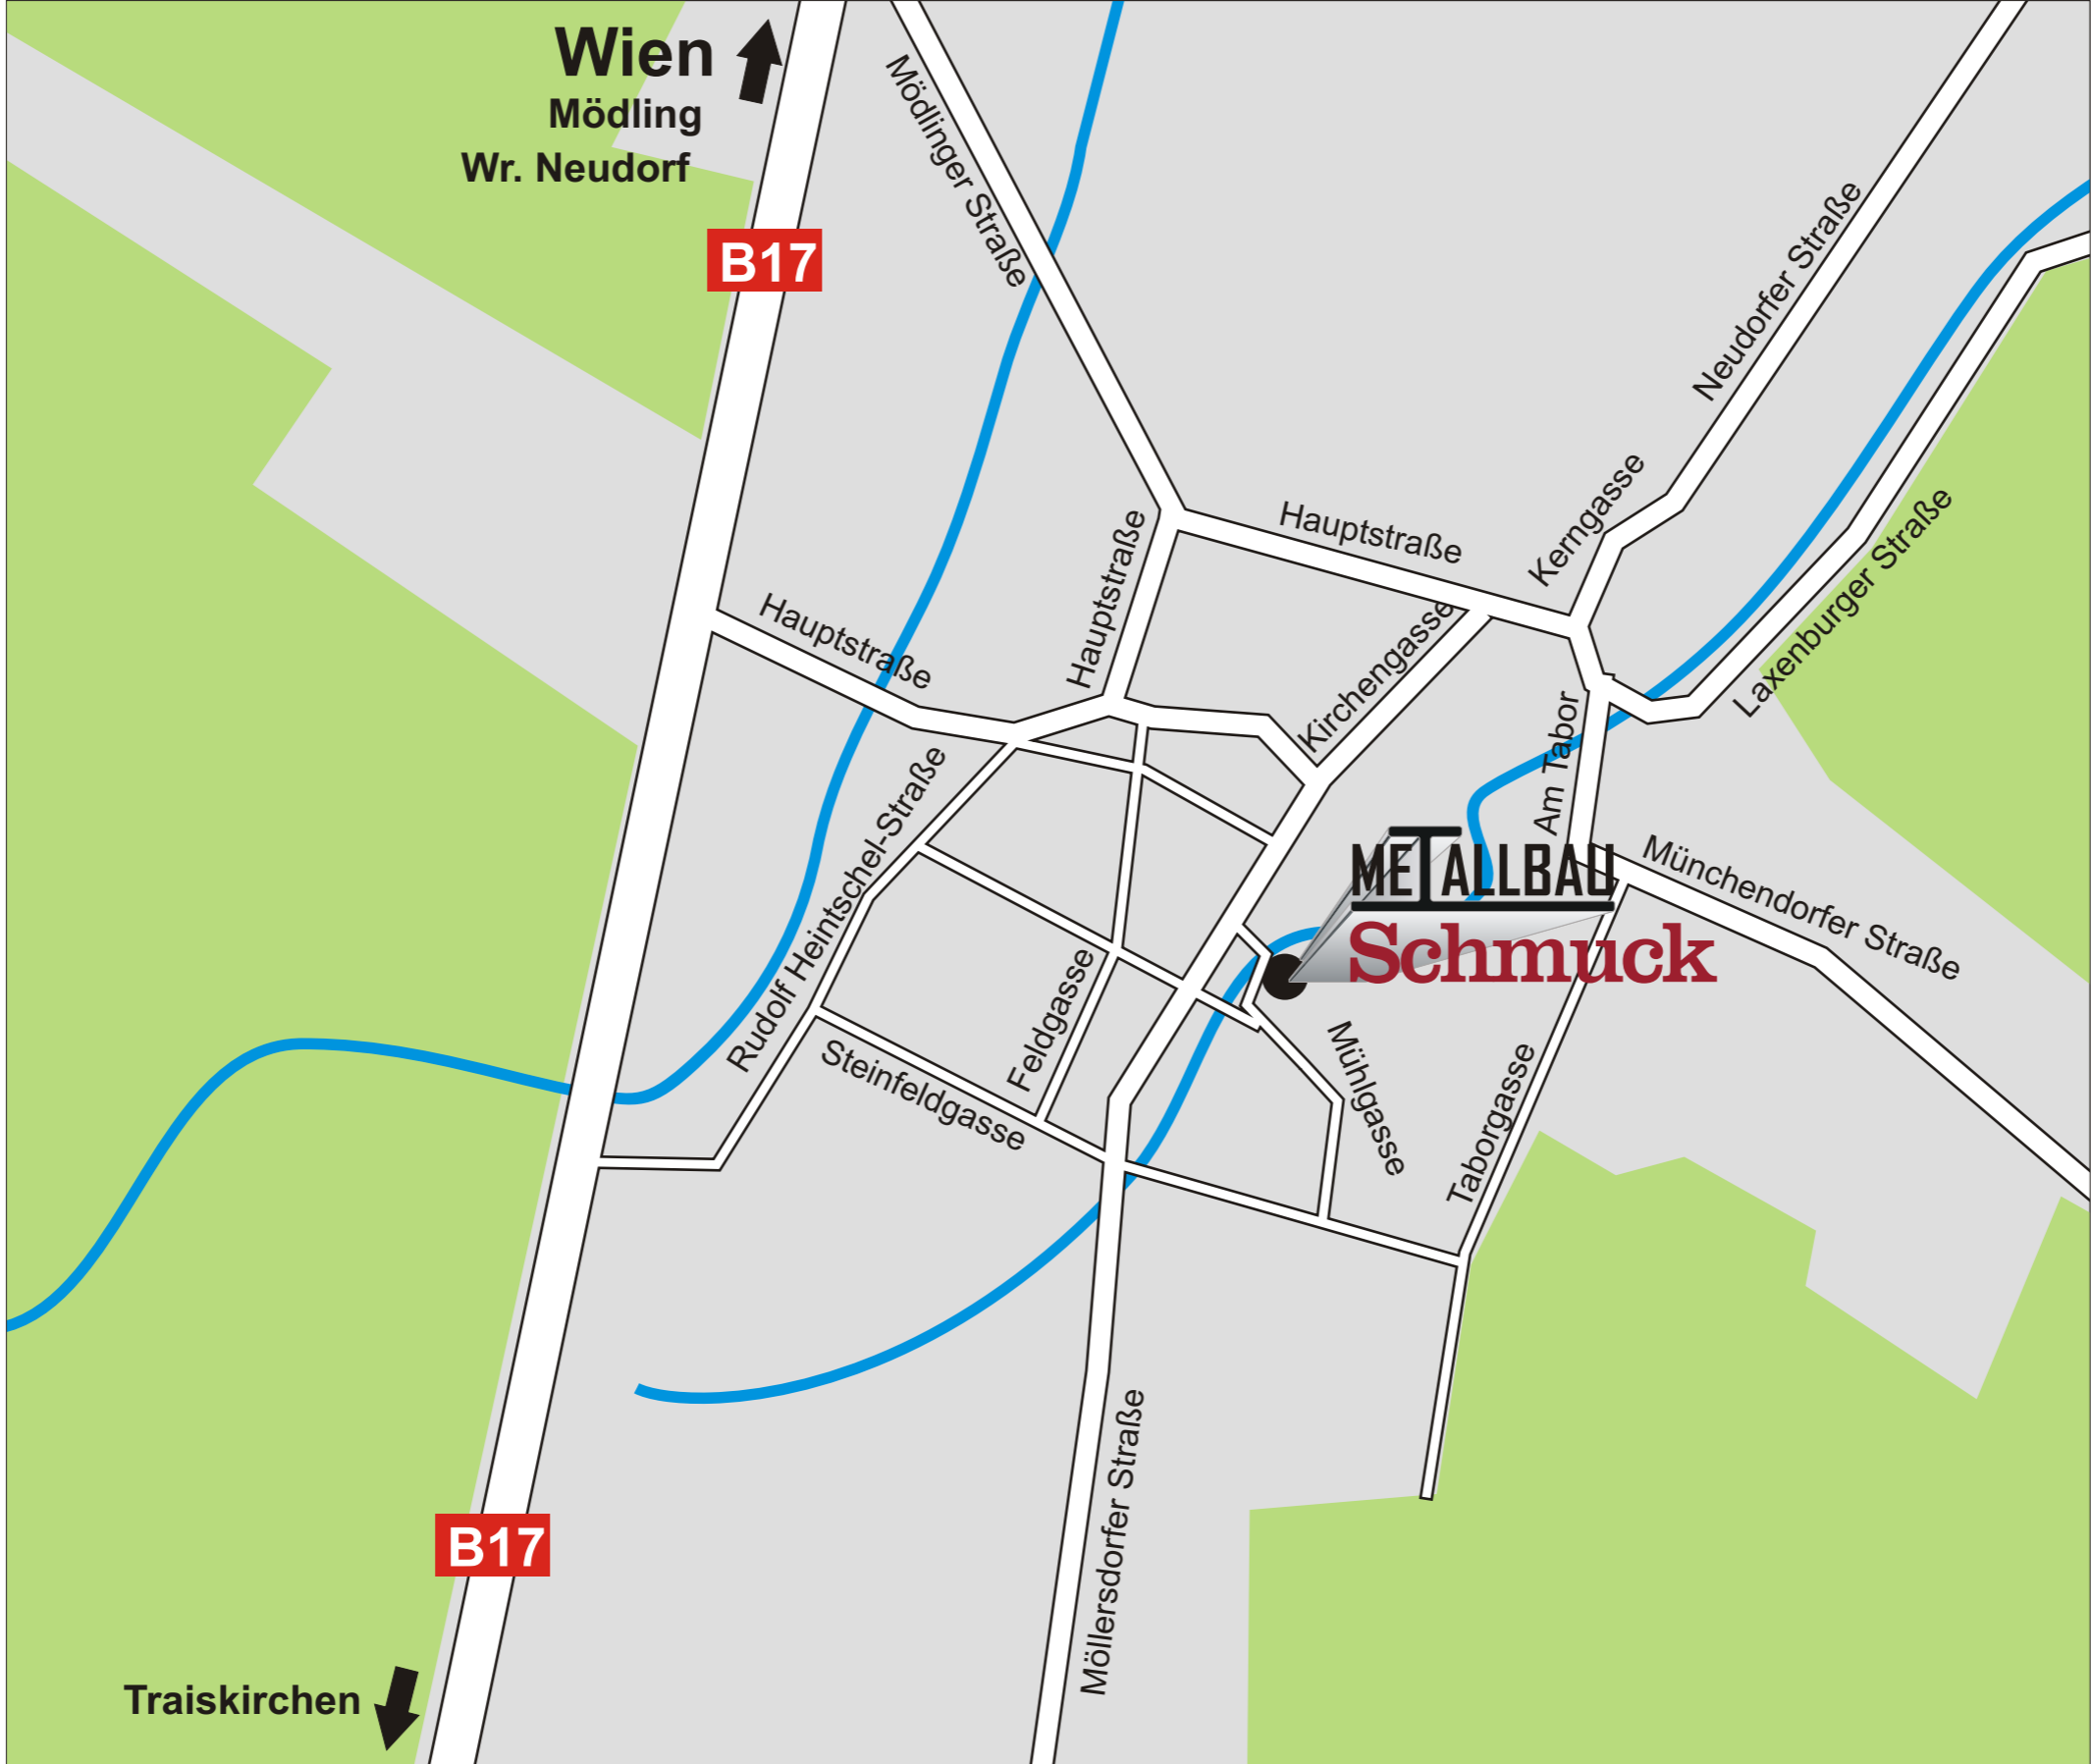 Wien
Mödling
Wr. Neudorf
B17
Mödlinger Straße
Neudorfer Straße
Hauptstraße
Kerngasse
Hauptstraße
Laxenburger Straße
Hauptstraße
Kirchengasse
Am Tabor
Rudolf Heintschel-Straße
METALLBAU
Schmuck
Münchendorfer Straße
Feldgasse
Steinfeldgasse
Mühlgasse
Taborgasse
Möllersdorfer Straße
B17
Traiskirchen